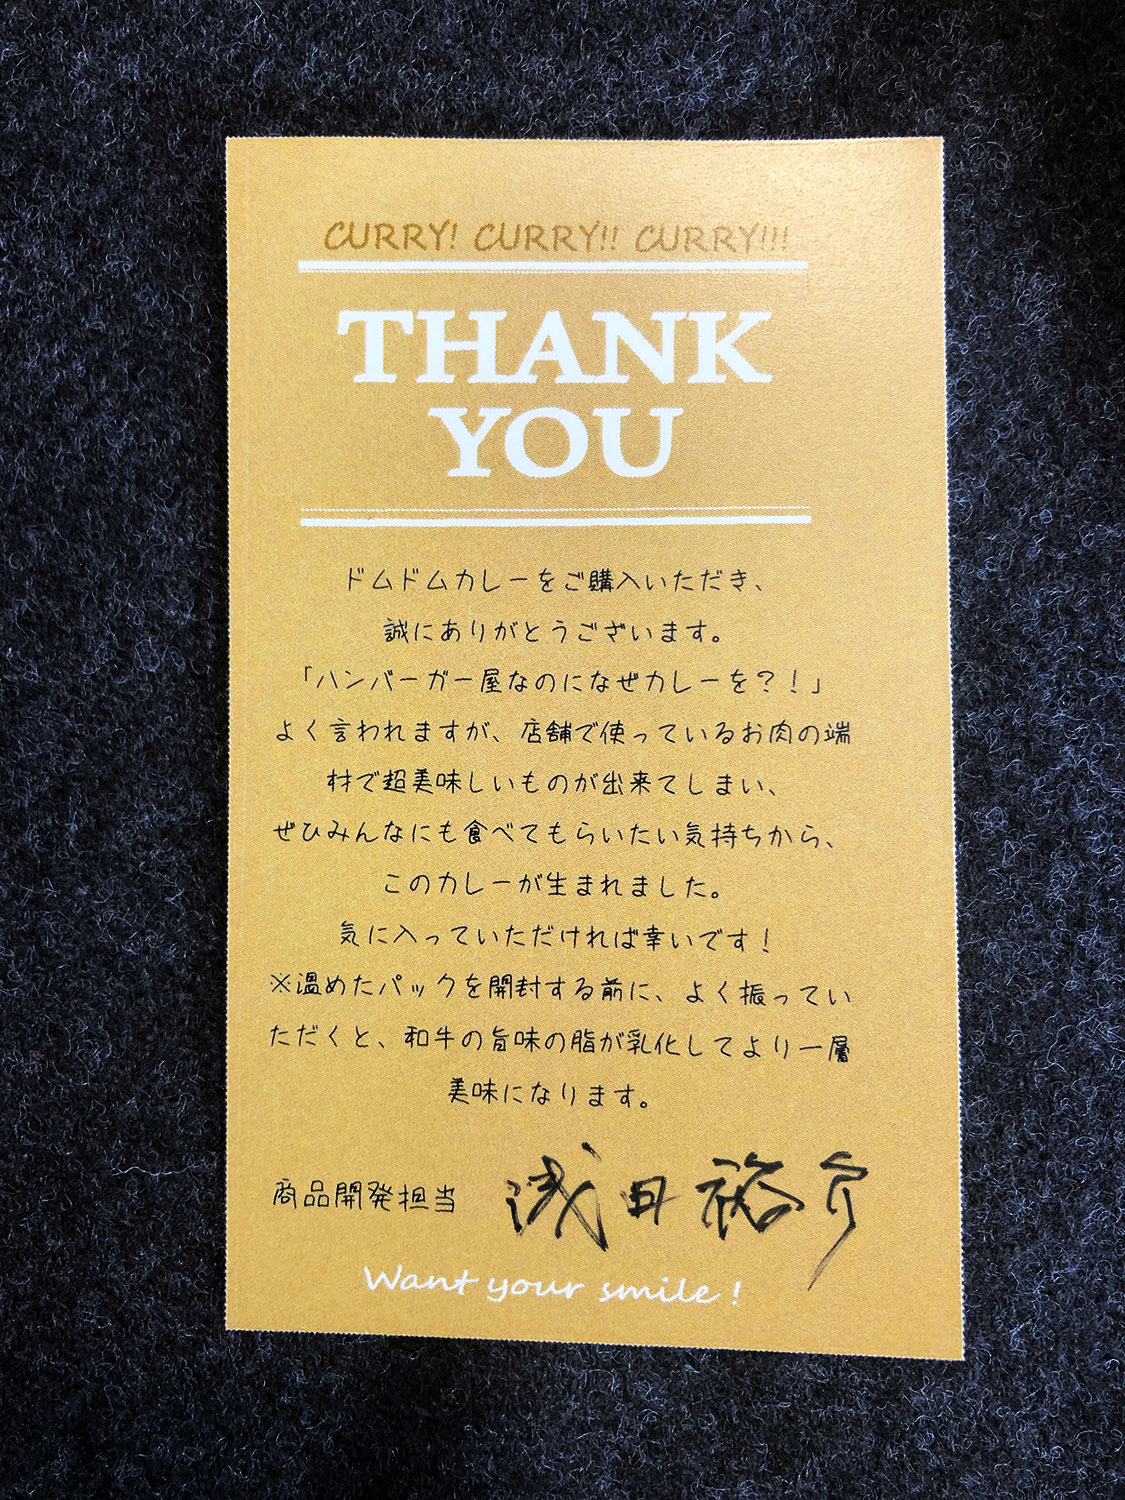 CURRY! CURRY!! CURRY!!!
THANK
YOU
ドムドムカレーをご購入いただき、
誠にありがとうございます。
「ハンバーガー屋なのになぜカレーを？！」
よく言われますが、店舗で使っているお肉の端
材で超美味しいものが出来てしまい、
ぜひみんなにも食べてもらいたい気持ちから、
このカレーが生まれました。
気に入っていただければ幸いです！
※温めたパックを開封する前に、よく振ってい
ただくと、和牛の旨味の脂が乳化してより一層
美味になります。
商品開発担当 浅田裕介
Want your smile!